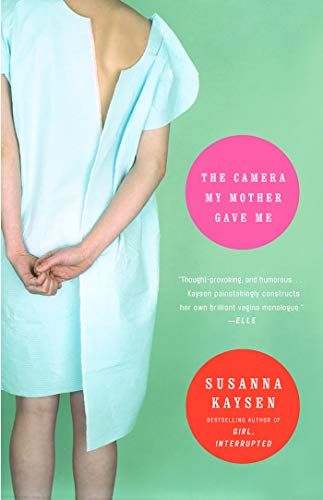 THE CAMERA
MY MOTHER
GAVE ME
"Thought-provoking, and humorous. . .
Kaysen painstakingly constructs
her own brilliant vagina monologue."
—ELLE
SUSANNA
KAYSEN
BESTSELLING AUTHOR OF
GIRL,
INTERRUPTED